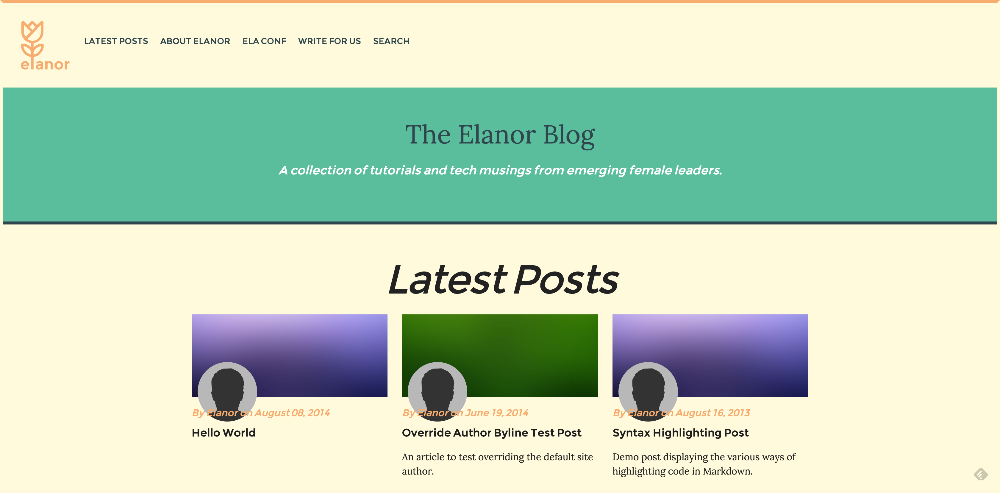 elanor
LATEST POSTS ABOUT ELANOR ELA CONF WRITE FOR US SEARCH
The Elanor Blog
A collection of tutorials and tech musings from emerging female leaders.
Latest Posts
By Elanor on August 08, 2014
Hello World
By Elanor on June 19, 2014
Override Author Byline Test Post
An article to test overriding the default site
author.
By Elanor on August 16, 2013
Syntax Highlighting Post
Demo post displaying the various ways of
highlighting code in Markdown.